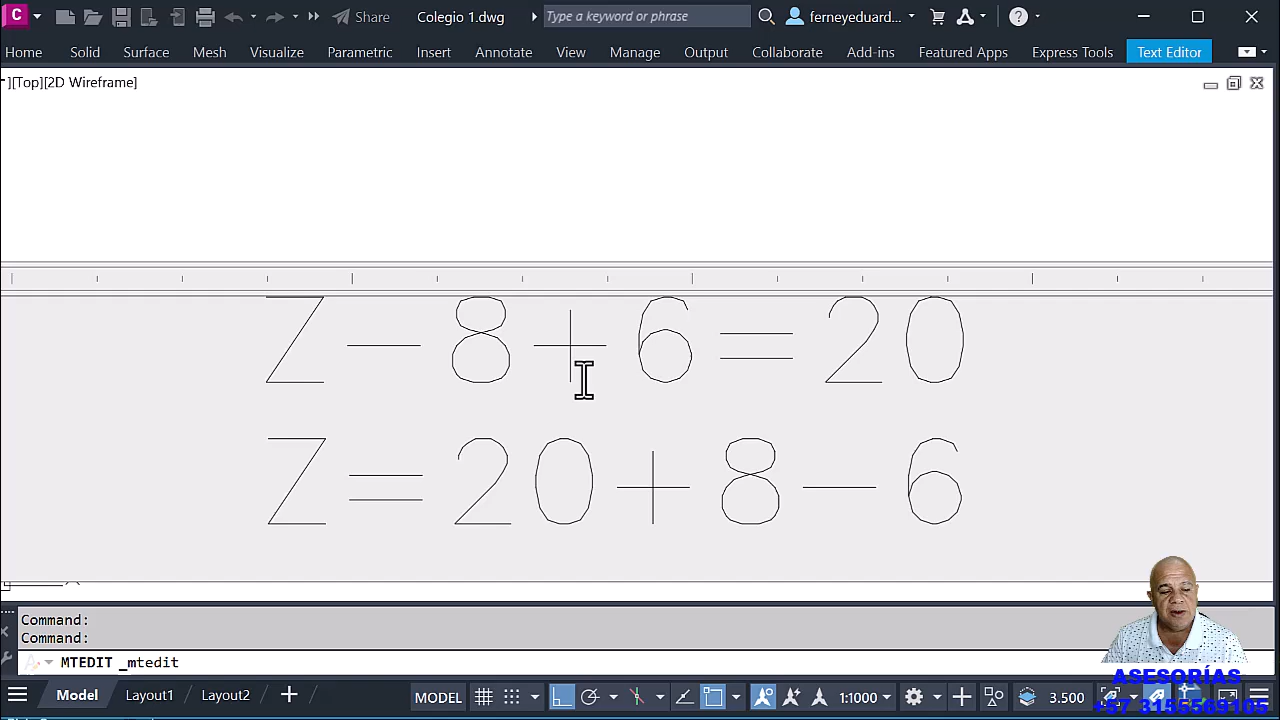 Share
Colegio 1.dwg
Type a keyword or phrase
ferneyeduard...
Home Solid Surface Mesh Visualize Parametric Insert Annotate View Manage Output Collaborate Add-ins Featured Apps Express Tools Text Editor
][Top][2D Wireframe]
Z-8+6=20
Z=20+8-6
X
Command:
Command:
MTEDIT _mtedit
Model Layout1 Layout2 MODEL 1:1000 3.500
ASESORÍAS
+57 3155569105